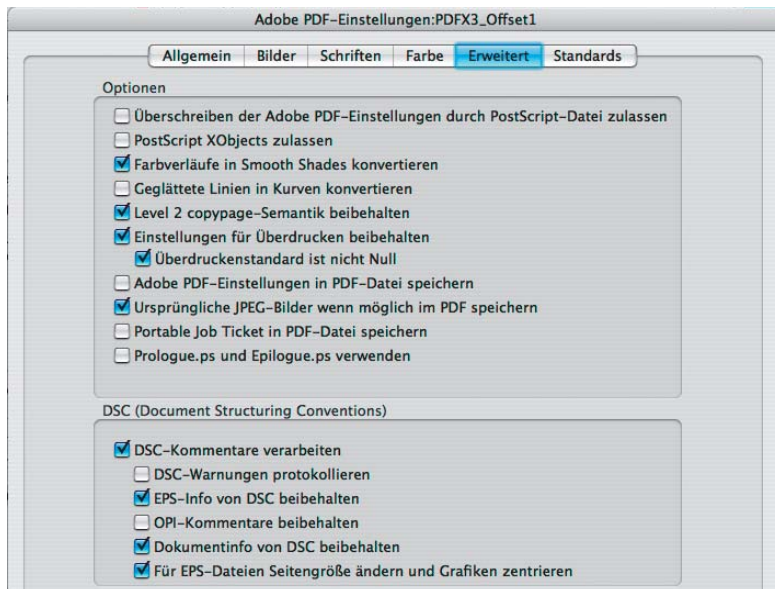 Adobe PDF-Einstellungen:PDFX3_Offset1
Allgemein Bilder Schriften Farbe Erweitert Standards
Optionen
Überschreiben der Adobe PDF-Einstellungen durch PostScript-Datei zulassen
PostScript XObjects zulassen
Farbverläufe in Smooth Shades konvertieren
Geglättete Linien in Kurven konvertieren
Level 2 copypage-Semantik beibehalten
Einstellungen für Überdrucken beibehalten
Überdruckenstandard ist nicht Null
Adobe PDF-Einstellungen in PDF-Datei speichern
Ursprüngliche JPEG-Bilder wenn möglich im PDF speichern
Portable Job Ticket in PDF-Datei speichern
Prologue.ps und Epilogue.ps verwenden
DSC (Document Structuring Conventions)
DSC-Kommentare verarbeiten
DSC-Warnungen protokollieren
EPS-Info von DSC beibehalten
OPI-Kommentare beibehalten
Dokumentinfo von DSC beibehalten
Für EPS-Dateien Seitengröße ändern und Grafiken zentrieren